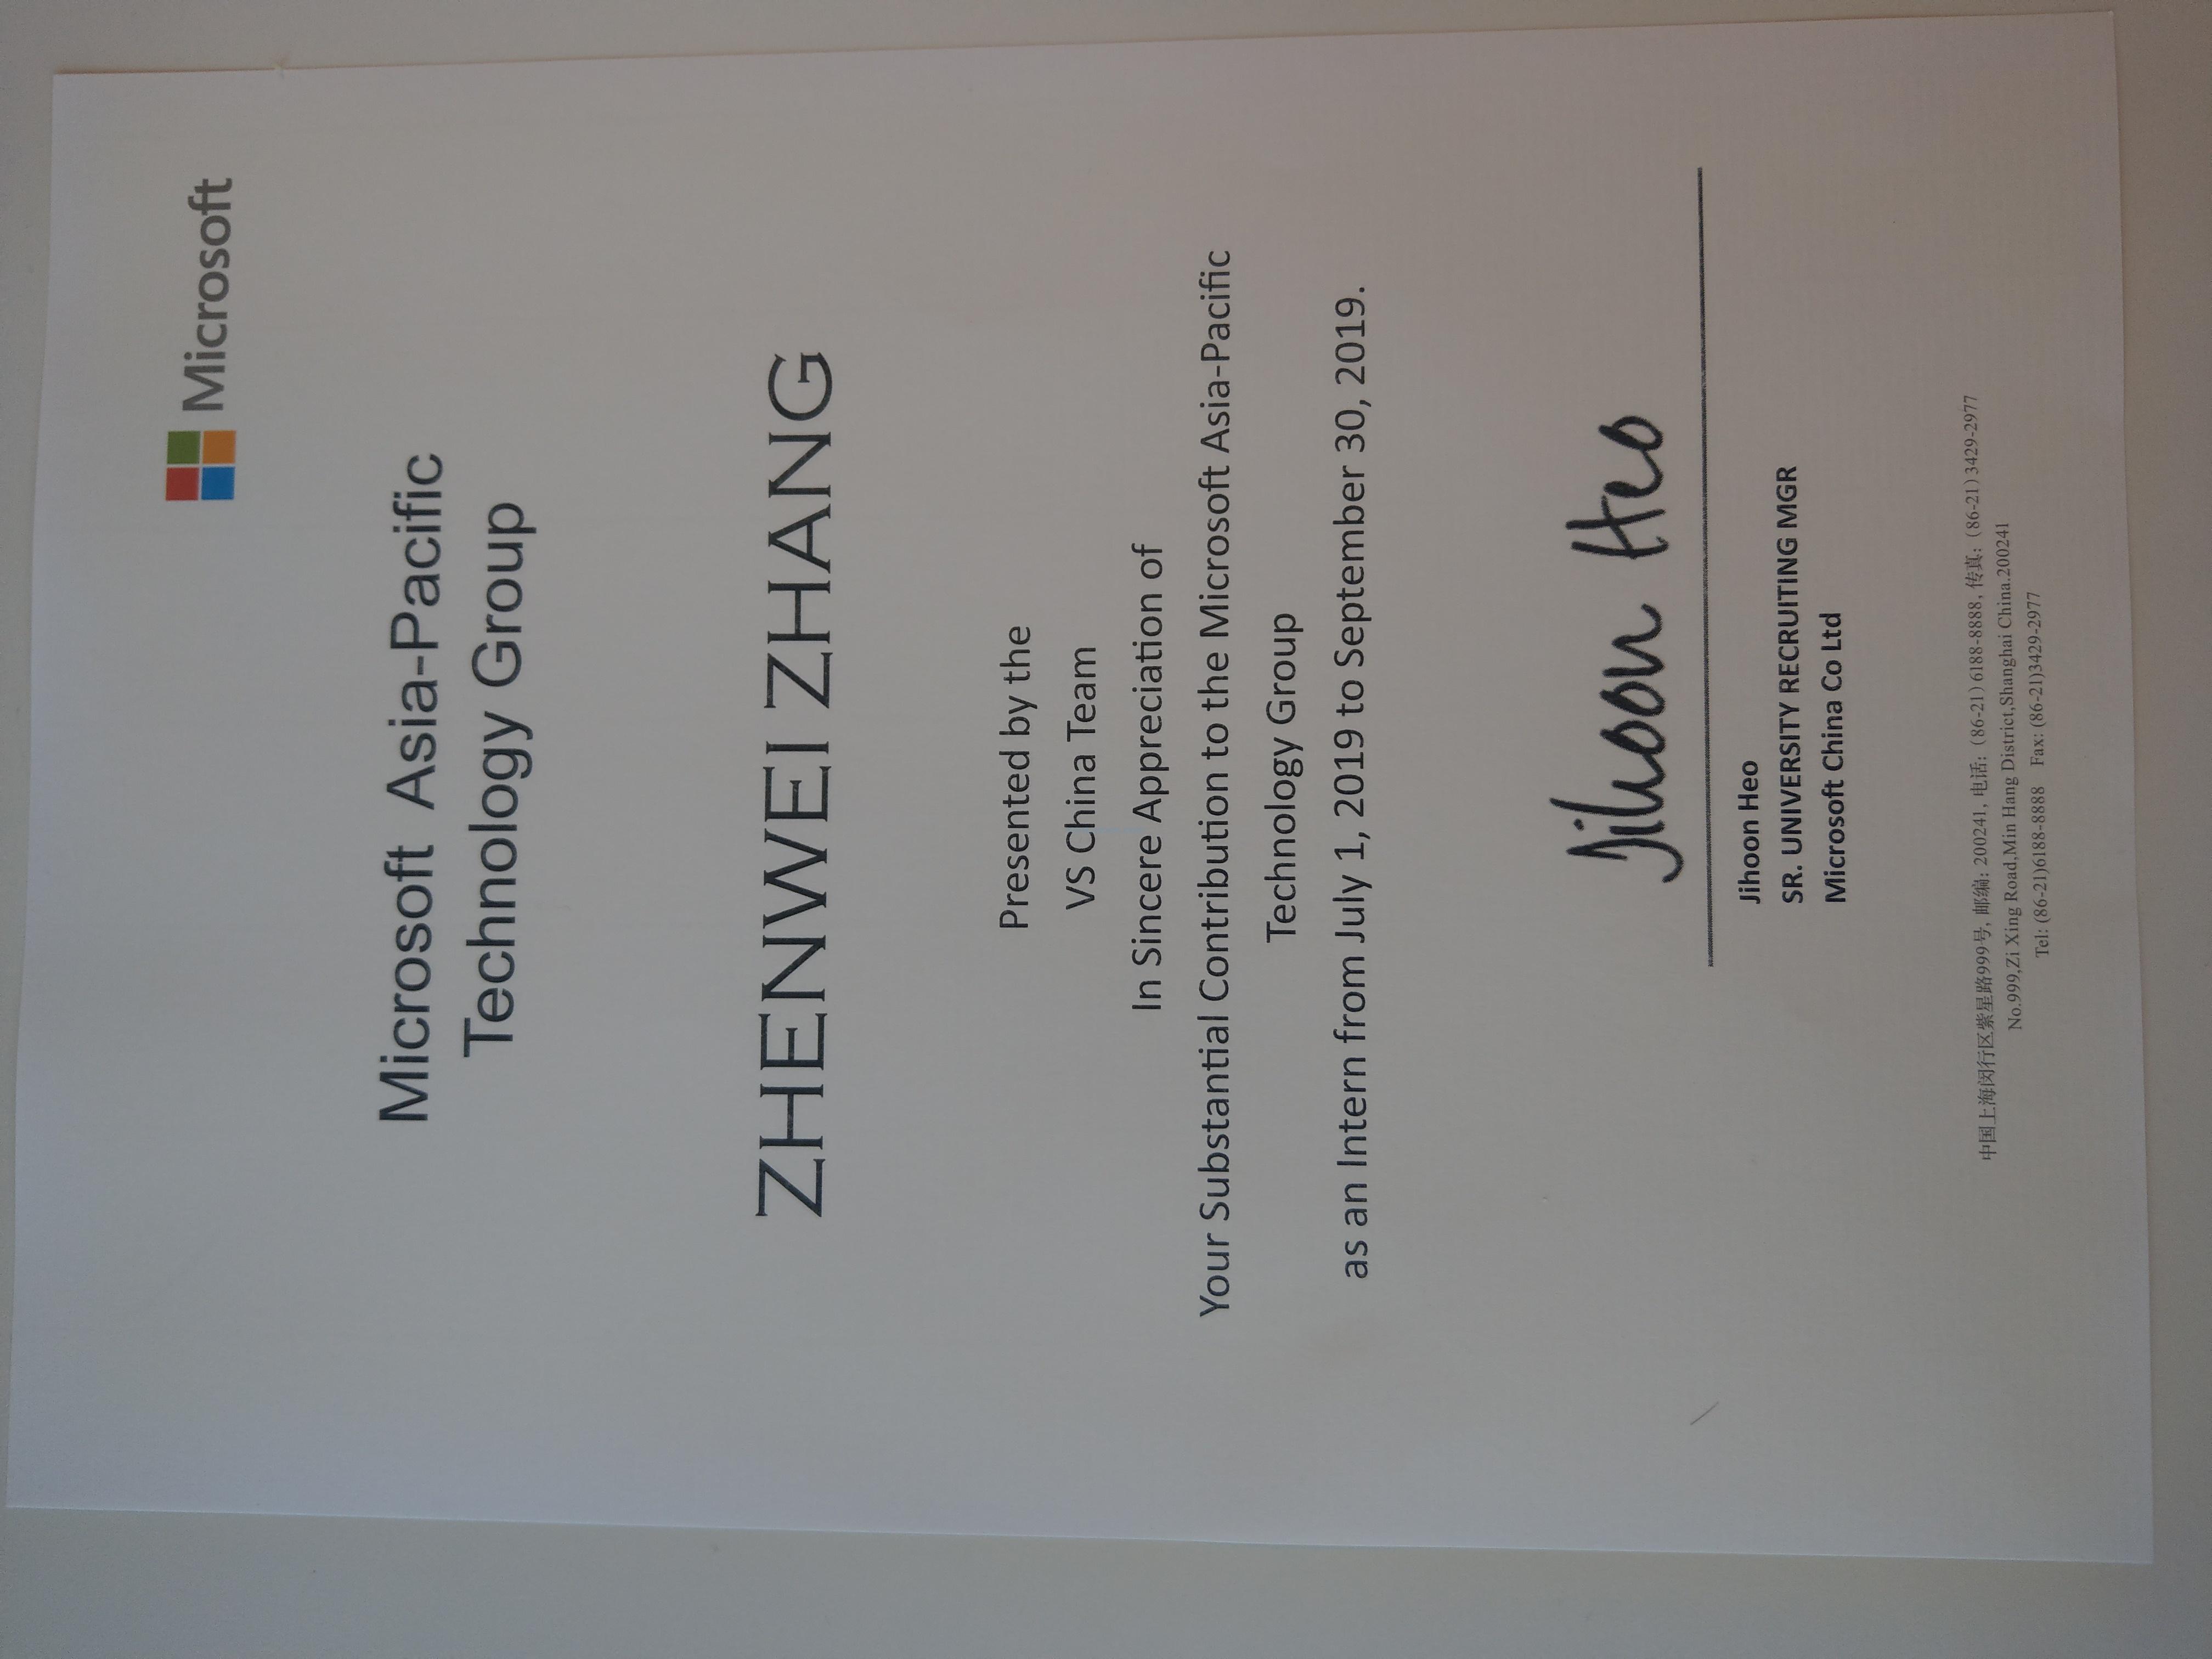 Microsoft
Microsoft Asia-Pacific
Technology Group
ZHENWEI ZHANG
Presented by the
VS China Team
In Sincere Appreciation of
Your Substantial Contribution to the Microsoft Asia-Pacific
Technology Group
as an Intern from July 1, 2019 to September 30, 2019.
Jihoon Heo
Jihoon Heo
SR. UNIVERSITY RECRUITING MGR
Microsoft China Co Ltd
中国上海闵行区紫星路999号, 邮编: 200241, 电话: (86-21) 6188-8888, 传真: (86-21) 3429-2977
No.999,Zi Xing Road,Min Hang District,Shanghai China.200241
Tel: (86-21)6188-8888 Fax: (86-21)3429-2977